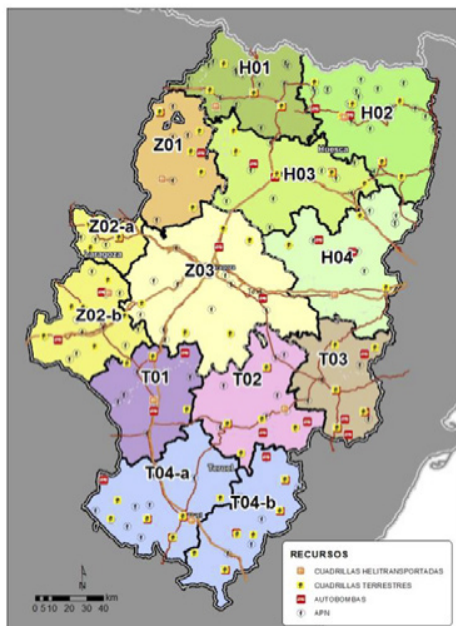 H01
H02
Z01
Huesca
H03
Z02-a
Zaragoza
Z03
H04
Z02-b
T01
T02
T03
T04-a
Teruel
T04-b
N
0 5 10 20 30 40 km
RECURSOS
CUADRILLAS HELITRANSPORTADAS
CUADRILLAS TERRESTRES
AUTOBOMBAS
APN